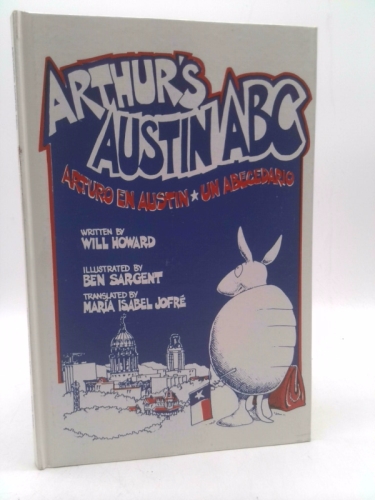 ARTHUR'S
AUSTIN ABC
ARTURO EN AUSTIN ★ UN ABECEDARIO
WRITTEN BY
WILL HOWARD
ILLUSTRATED BY
BEN SARGENT
TRANSLATED BY
MARÍA ISABEL JOFRÉ